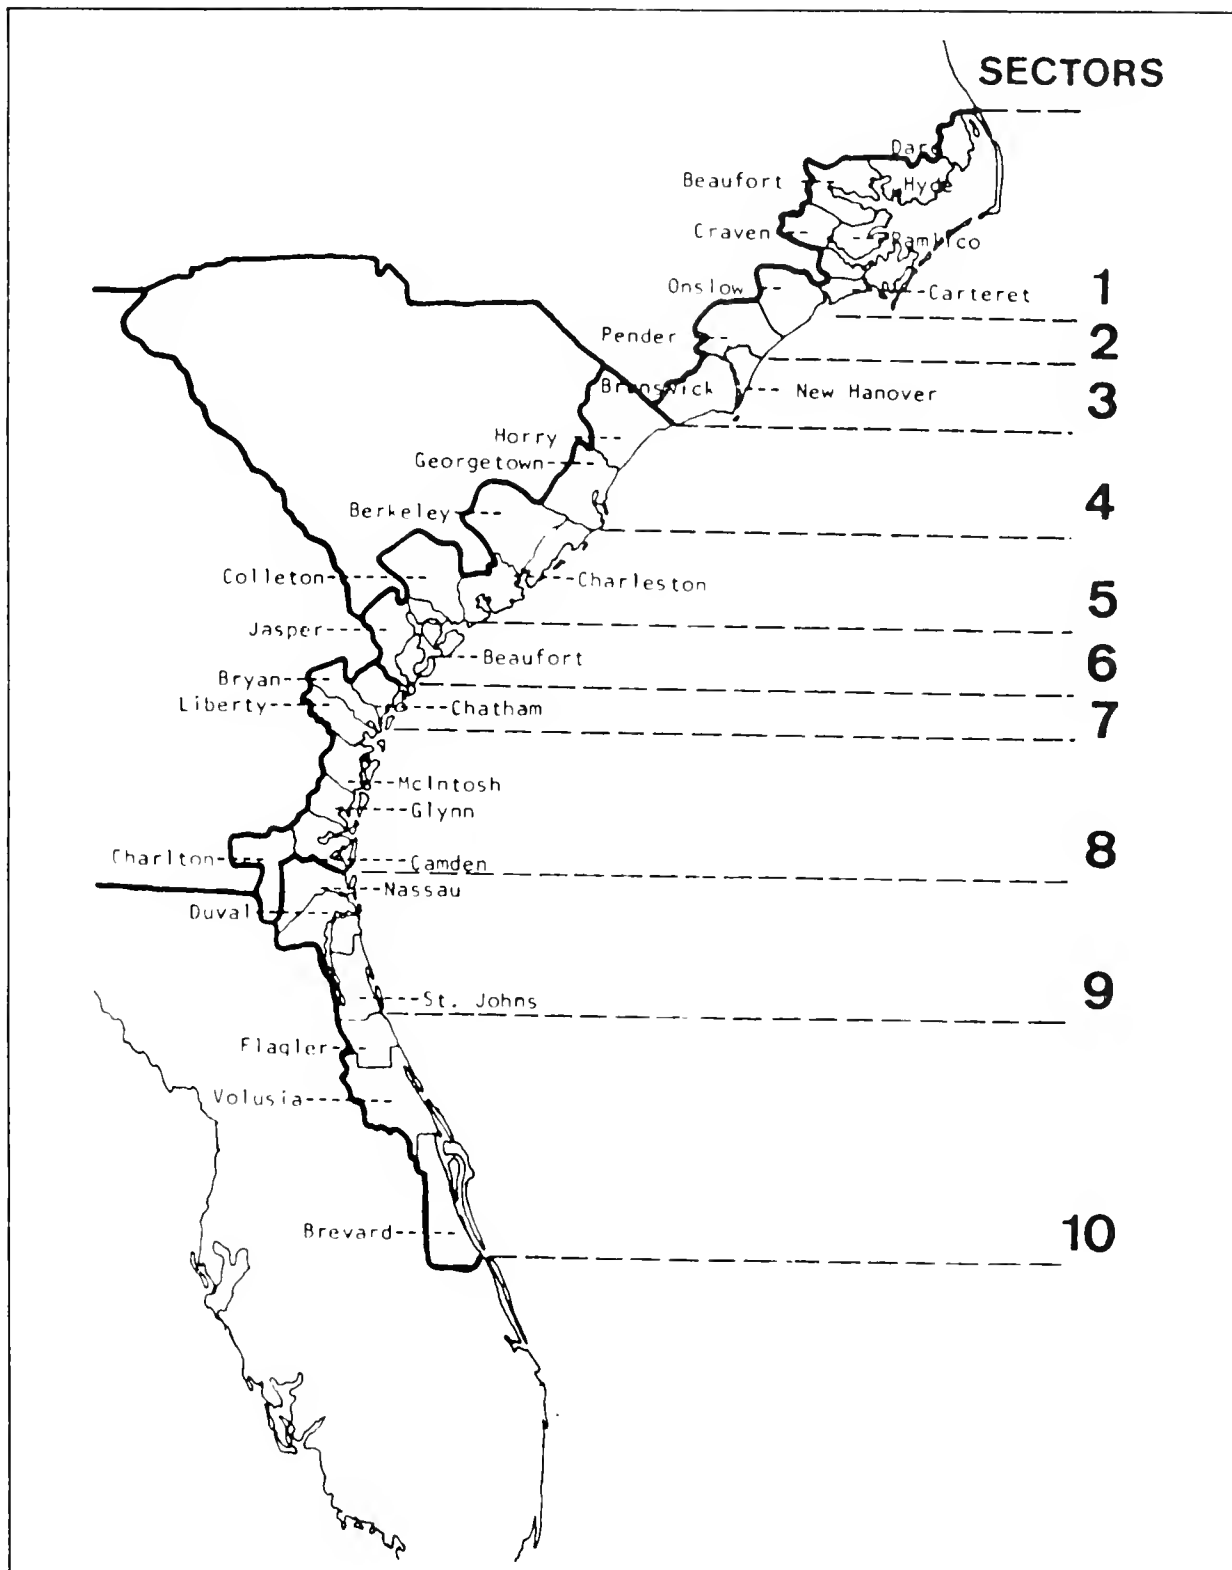 SECTORS
Dare
Beaufort
Hyde
Craven
Pamlico
Onslow
Carteret
1
Pender
2
Brunswick
New Hanover
3
Horry
Georgetown
4
Berkeley
Colleton
Charleston
5
Jasper
Beaufort
6
Bryan
Liberty
Chatham
7
McIntosh
Glynn
Charlton
Camden
8
Nassau
Duval
St. Johns
9
Flagler
Volusia
Brevard
10